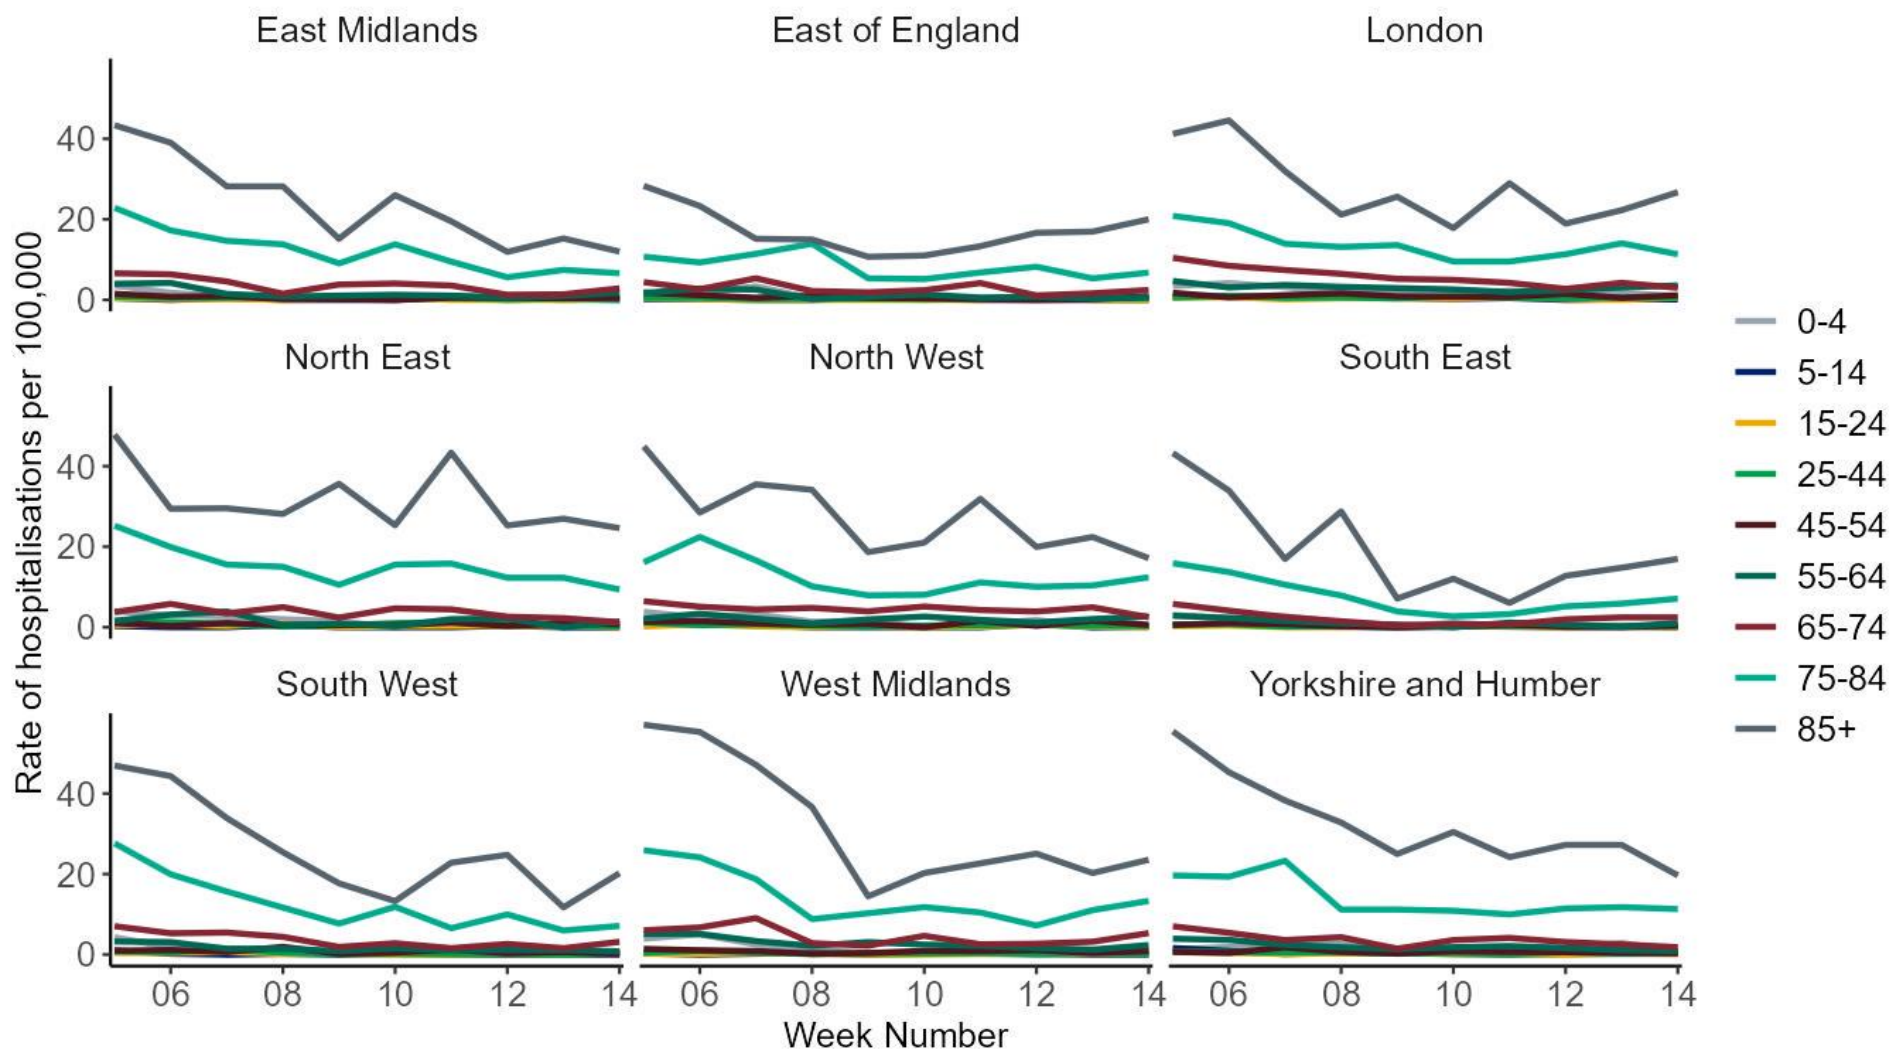 East Midlands
East of England
London
40
20
0
North East
North West
South East
40
20
0
South West
West Midlands
Yorkshire and Humber
40
20
0
06 08 10 12 14
06 08 10 12 14
06 08 10 12 14
Week Number
Rate of hospitalisations per 100,000
0-4
5-14
15-24
25-44
45-54
55-64
65-74
75-84
85+